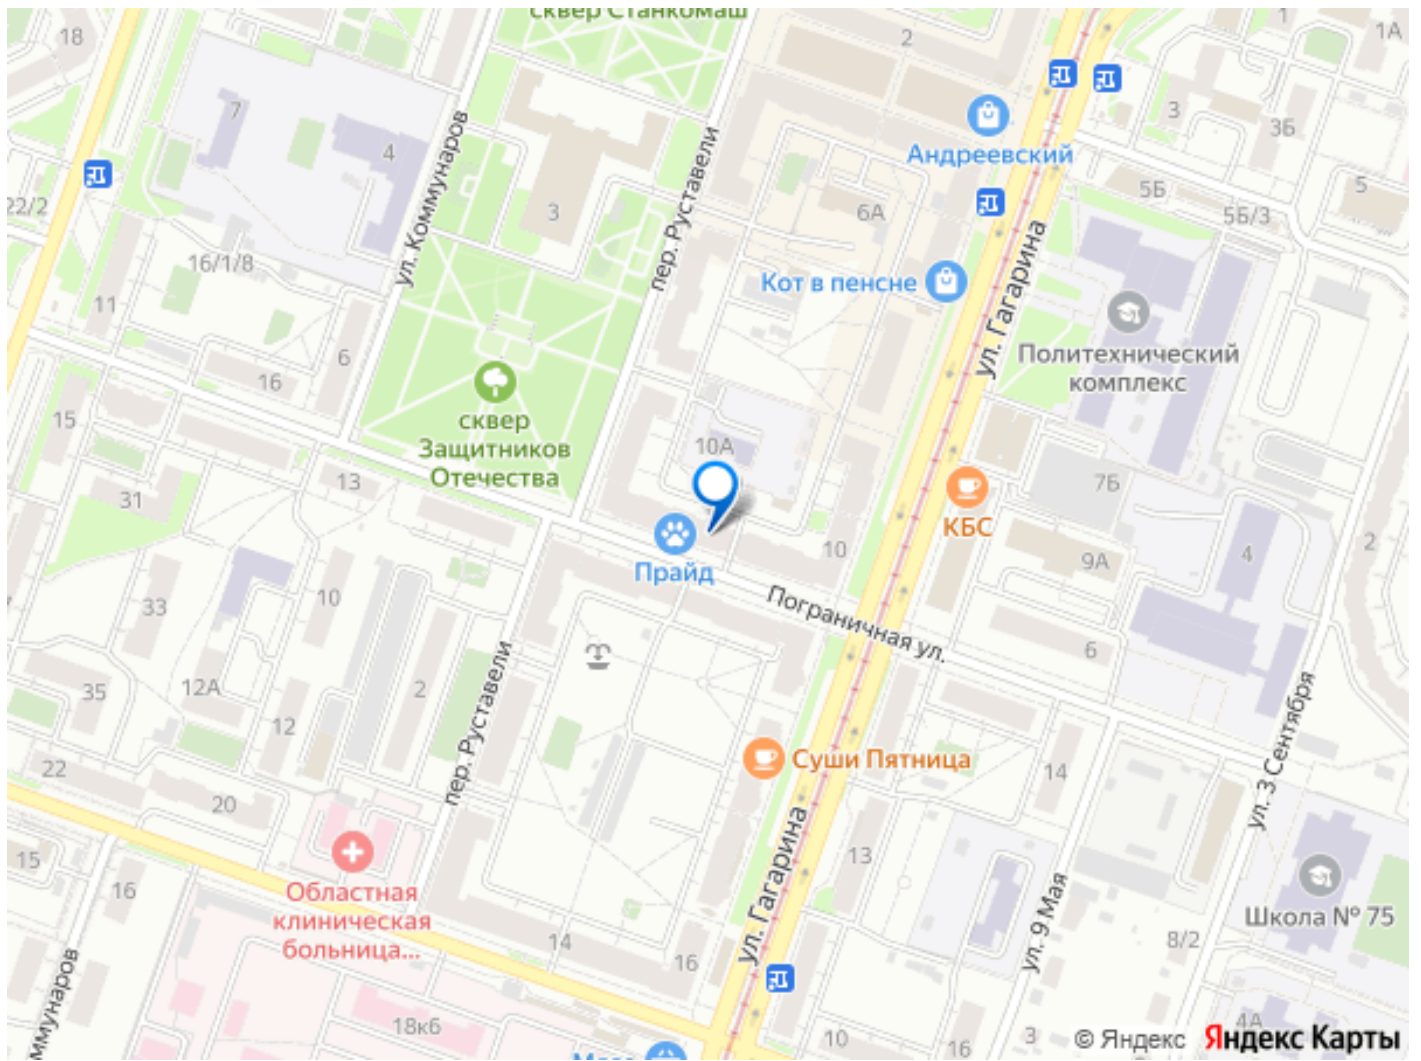 сквер Станкомаш
18
2
1
1А
7
4
3
3Б
Андреевский
ул. Коммунаров
пер. Руставели
3
6А
5Б
5
5Б/3
22/2
16/1/8
Кот в пенсне
ул. Гагарина
11
6
16
Политехнический
комплекс
15
сквер
Защитников
Отечества
10А
13
31
7Б
КБС
10
9А
4
2
Прайд
Пограничная ул.
33
10
6
35
12А
12
2
пер. Руставели
ул. 3 Сентября
22
20
Суши Пятница
14
15
16
Областная
клиническая
больница...
ул. Гагарина
13
ул. 9 Мая
Школа № 75
8/2
14
16
18к6
10
3
4А
© Яндекс
Яндекс Карты